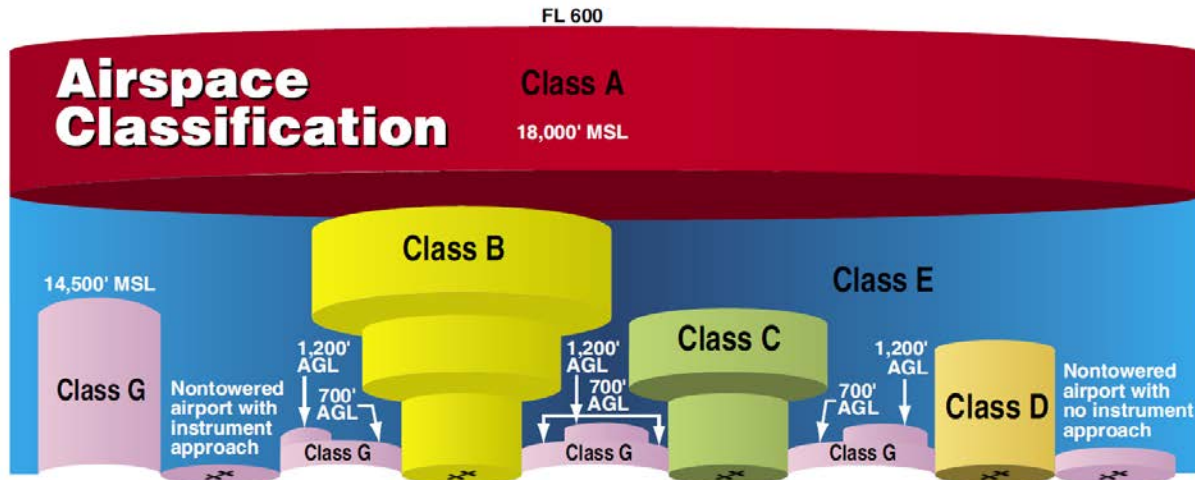 FL 600
Airspace
Classification
Class A
18,000' MSL
Class B
14,500' MSL
Class E
Class C
1,200'
AGL
1,200'
AGL
1,200'
AGL
Class G
Nontowered
airport with
instrument
approach
700'
AGL
700'
AGL
700'
AGL
Class D
Nontowered
airport with
no instrument
approach
Class G
Class G
Class G